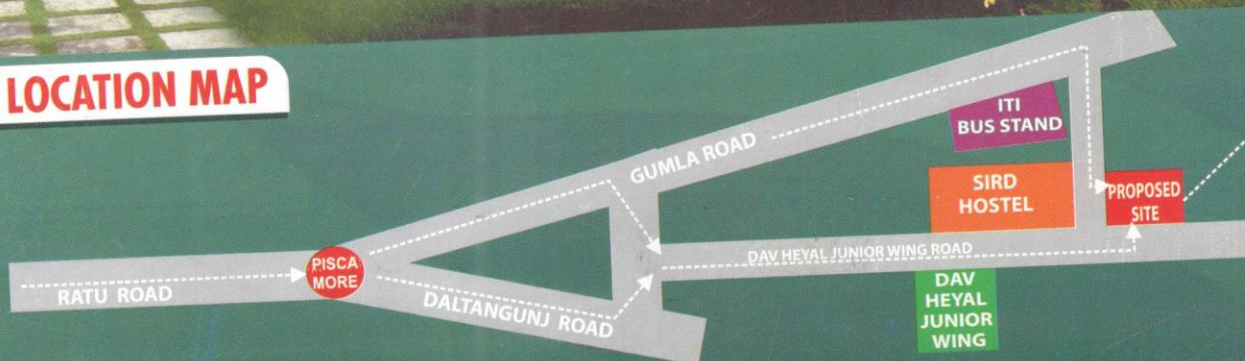 LOCATION MAP
ITI
BUS STAND
GUMLA ROAD
SIRD
HOSTEL
PROPOSED
SITE
DAV HEYAL JUNIOR WING ROAD
PISCA
MORE
RATU ROAD
DALTANGUNJ ROAD
DAV
HEYAL
JUNIOR
WING